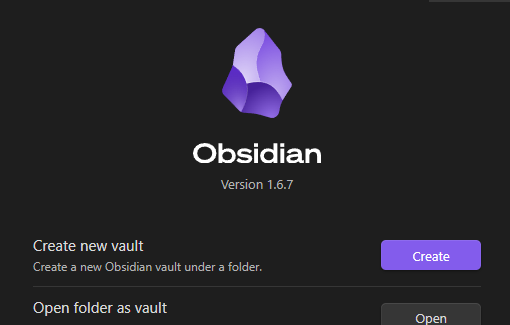 Obsidian
Version 1.6.7
Create new vault
Create
Create a new Obsidian vault under a folder.
Open folder as vault
Open